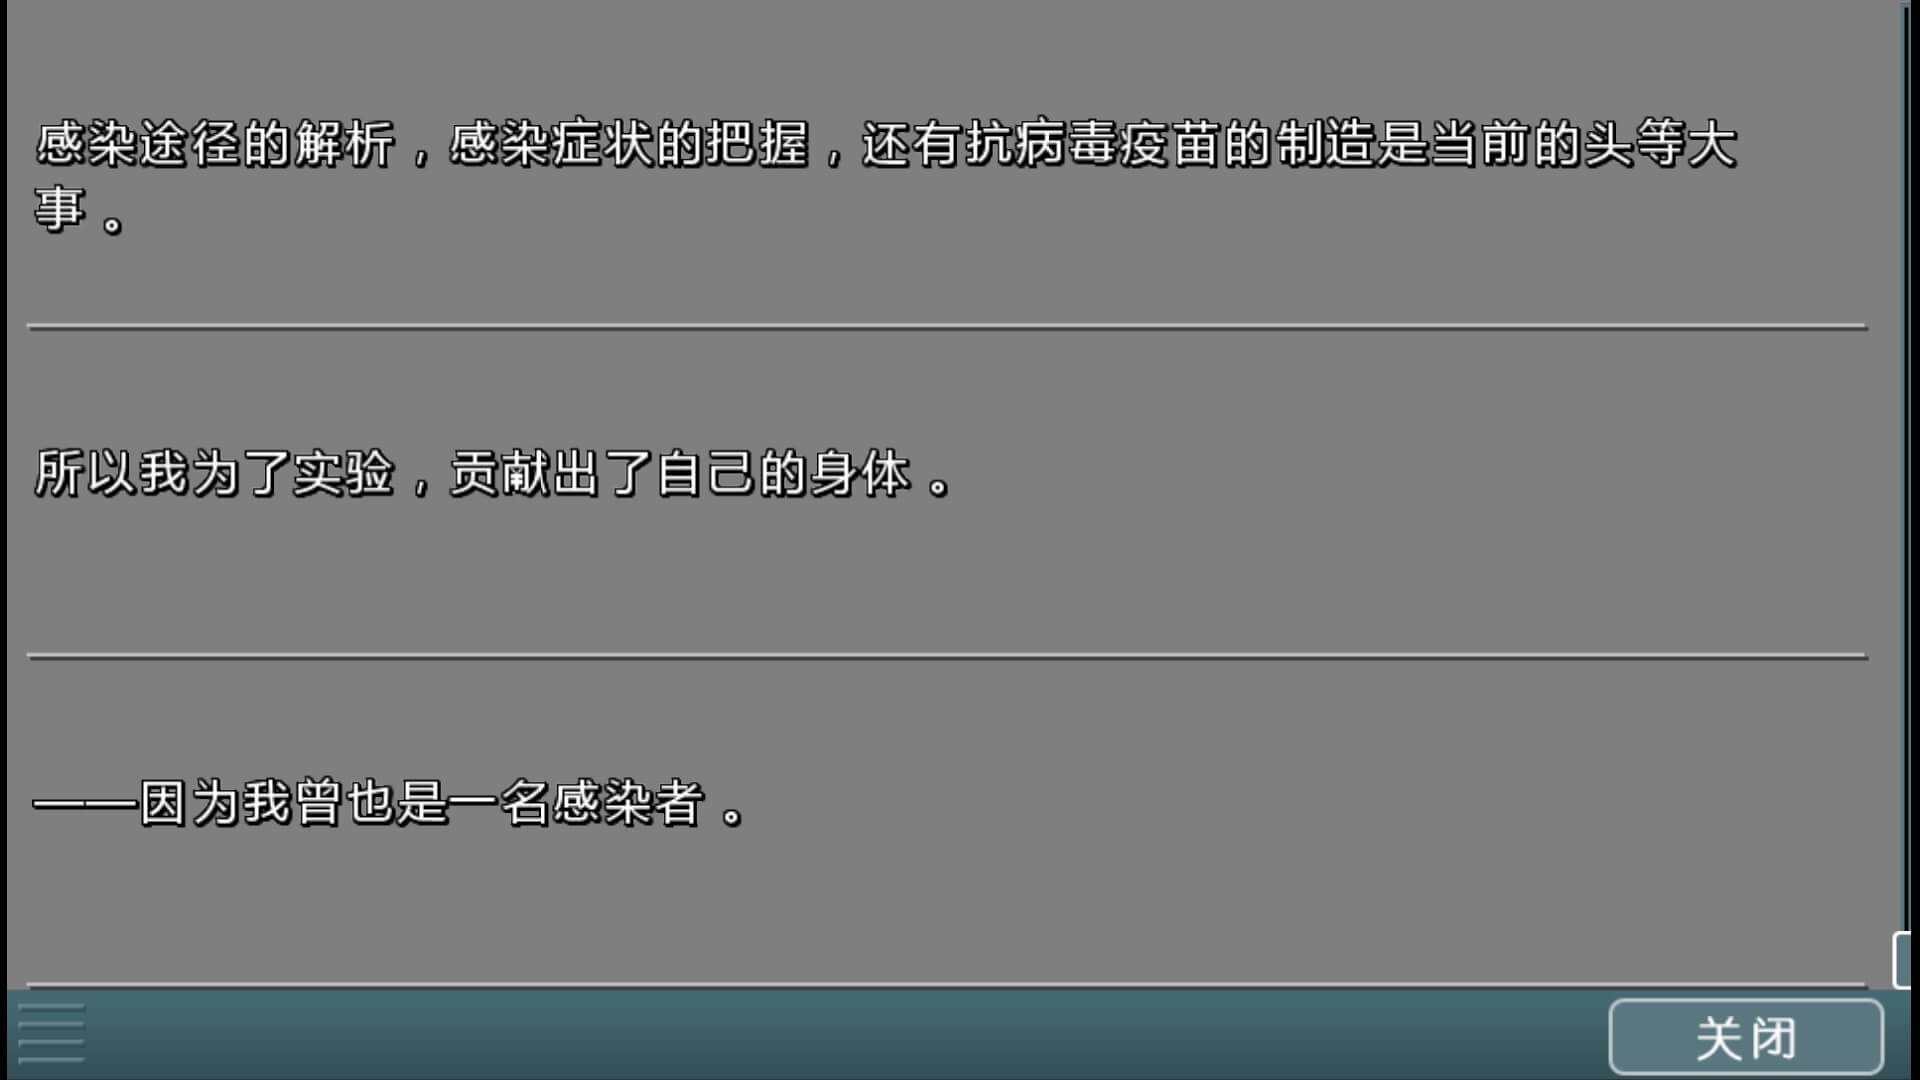 感染途径的解析，感染症状的把握，还有抗病毒疫苗的制造是当前的头等大
事。
所以我为了实验，贡献出了自己的身体。
——因为我曾也是一名感染者。
关闭